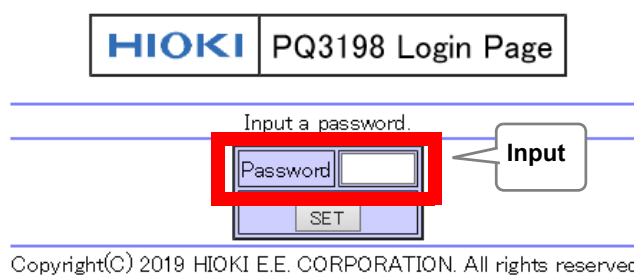 HIOKI PQ3198 Login Page
Input a password.
Password
Input
SET
Copyright(C) 2019 HIOKI E.E. CORPORATION. All rights reserved